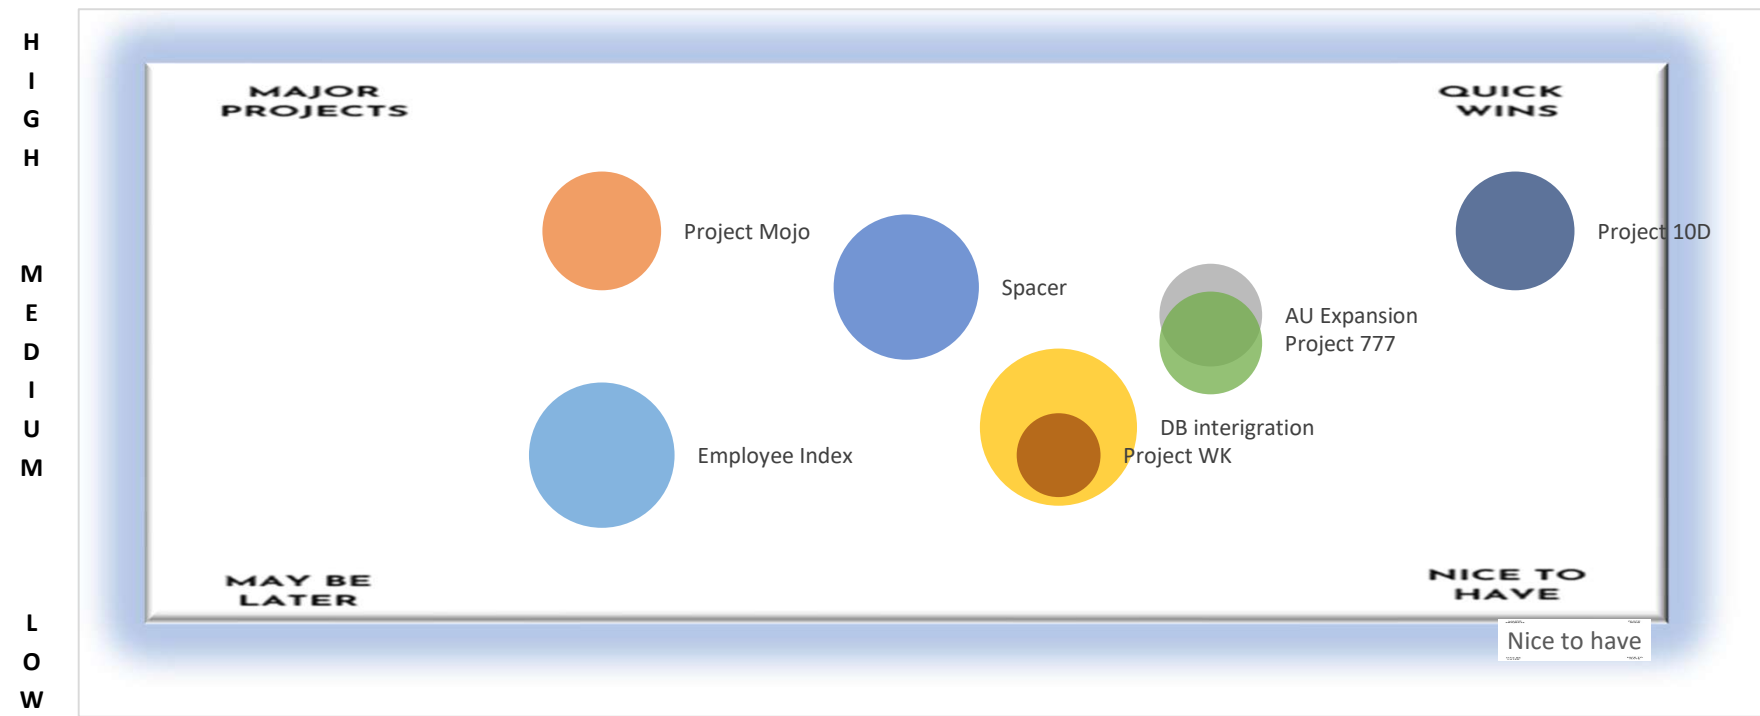 H
I
G
H
M
E
D
I
U
M
L
O
W
MAJOR
PROJECTS
QUICK
WINS
Project Mojo
Project 10D
Spacer
AU Expansion
Project 777
DB interigration
Employee Index
Project WK
MAY BE
LATER
NICE TO
HAVE
Nice to have